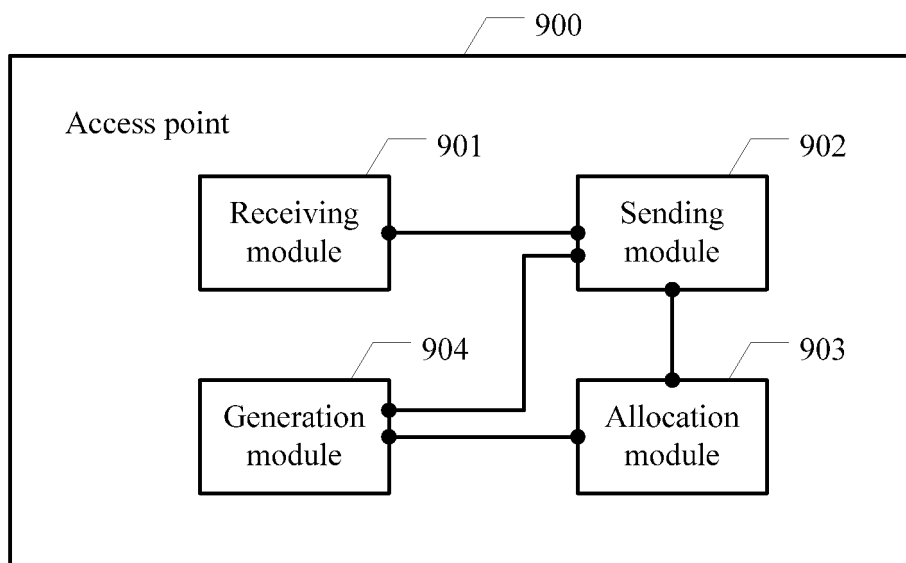 900
Access point
901
902
Receiving
module
Sending
module
904
903
Generation
module
Allocation
module